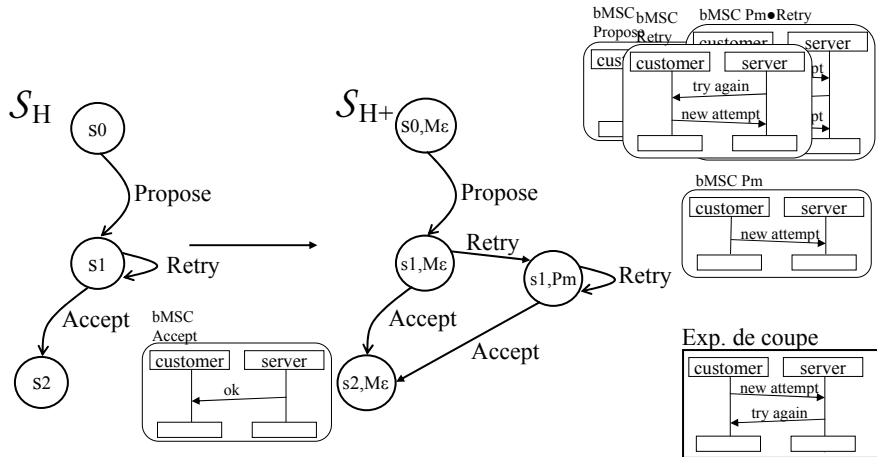 bMSC
Propose
bMSC
Retry
bMSC Pm●Retry
customer
server
customer
server
try again
new attempt
bMSC Pm
customer
server
new attempt
S_H
s0
Propose
s1
Retry
Accept
s2
bMSC
Accept
customer
server
ok
S_H+
s0,Mε
Propose
s1,Mε
Retry
s1,Pm
Retry
Accept
Accept
s2,Mε
Exp. de coupe
customer
server
new attempt
try again